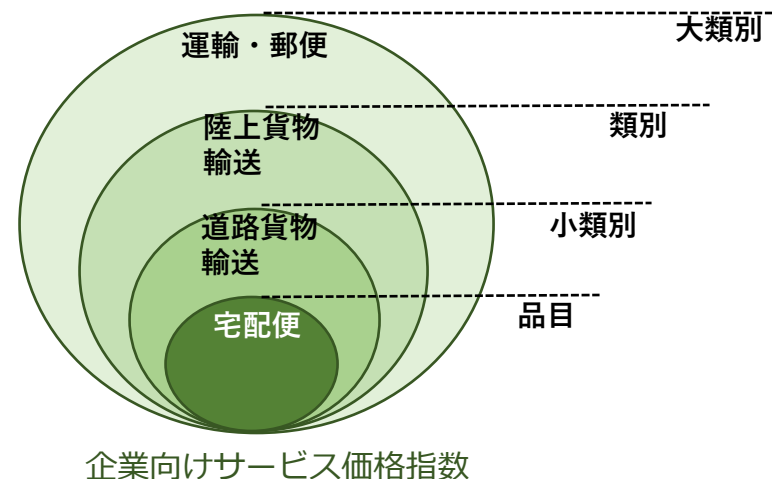 運輸・郵便
大類別
陸上貨物
輸送
類別
道路貨物
輸送
小類別
宅配便
品目
企業向けサービス価格指数